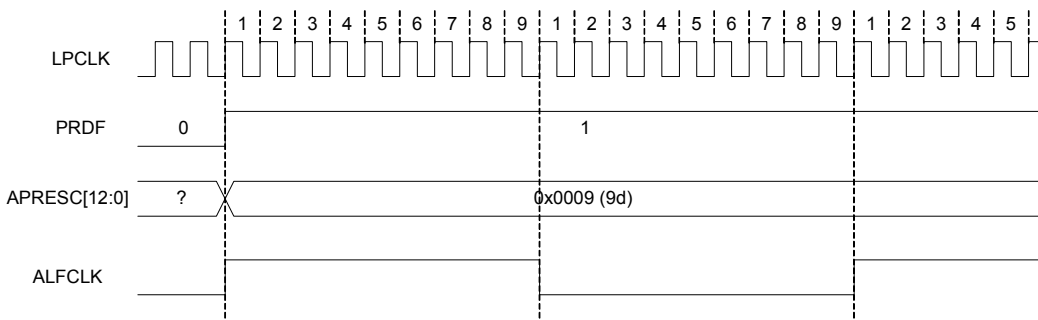 1 2 3 4 5 6 7 8 9 1 2 3 4 5 6 7 8 9 1 2 3 4 5
LPCLK
PRDF 0 1
APRESC[12:0] ? 0x0009 (9d)
ALFCLK